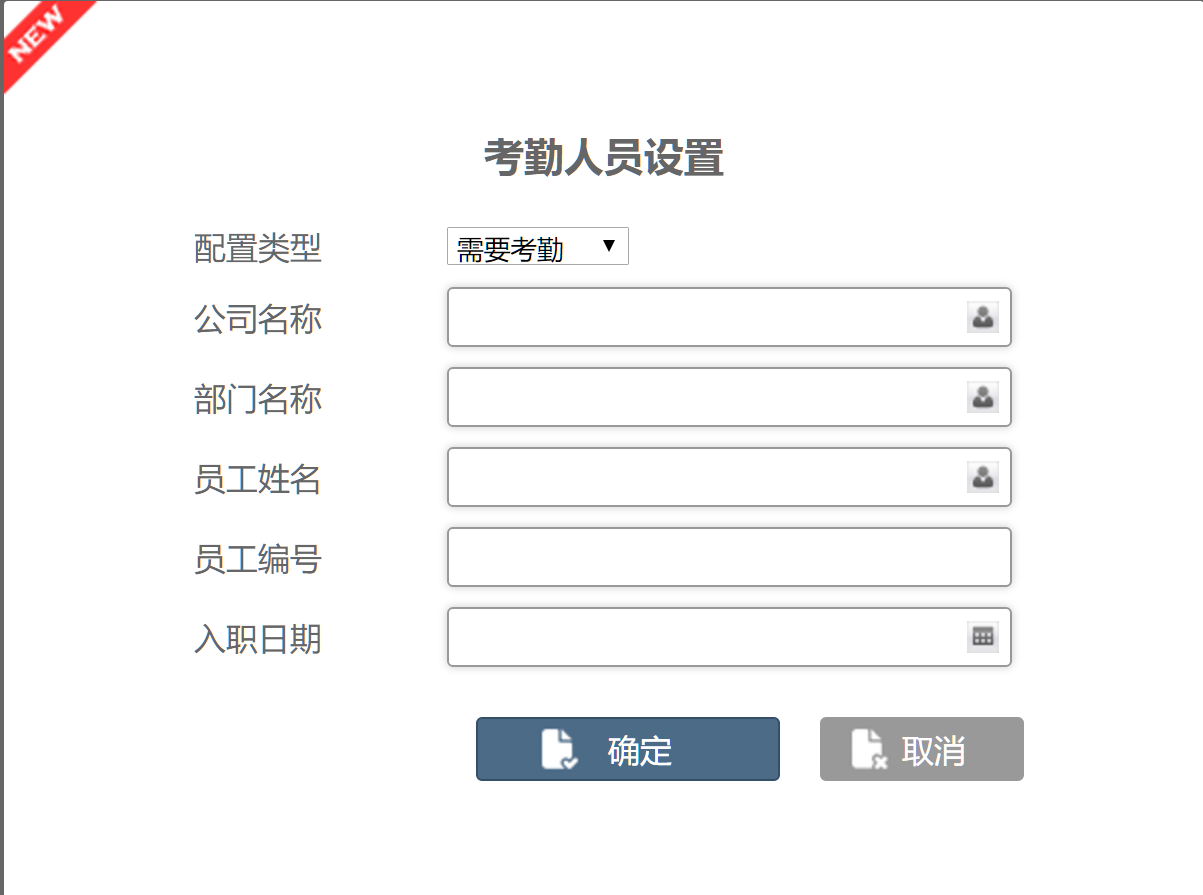 NEW
考勤人员设置
配置类型 需要考勤
公司名称
部门名称
员工姓名
员工编号
入职日期
确定 取消